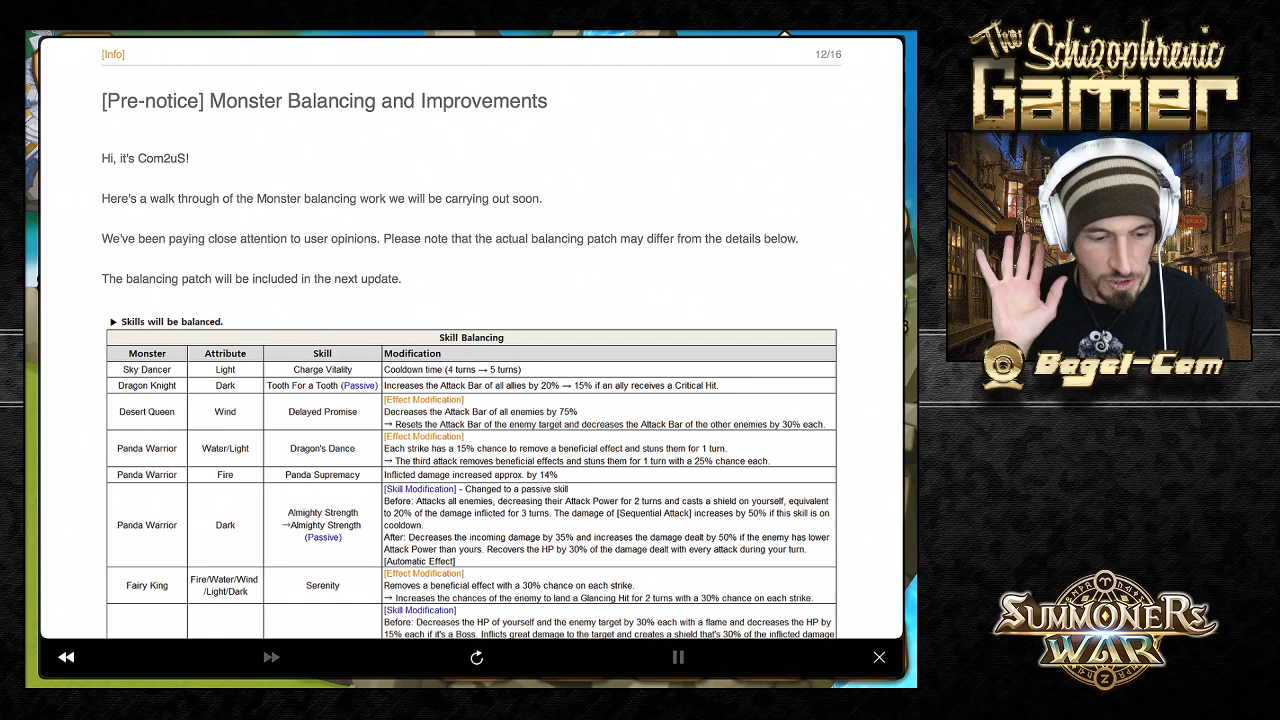 [Info] 12/16
[Pre-notice] Monster Balancing and Improvements
Hi, it's Com2uS!
Here's a walk through of the Monster balancing work we will be carrying out soon.
We've been paying close attention to user opinions. Please note that the actual balancing patch may differ from the details below.
The balancing patch will be included in the next update.
▶ Skills will be balanced.
Skill Balancing
Monster Attribute Skill Modification
Sky Dancer Light Charge Vitality Cooldown time (4 turns → 5 turns)
Dragon Knight Dark Tooth For a Tooth (Passive) Increases the Attack Bar of all allies by 20% → 15% if an ally receives a Critical Hit.
Desert Queen Wind Delayed Promise
[Effect Modification]
Decreases the Attack Bar of all enemies by 75%
→ Resets the Attack Bar of the enemy target and decreases the Attack Bar of the other enemies by 30% each.
Panda Warrior Water/Light Dragon's Dance
[Effect Modification]
Each strike has a 15% chance to remove a beneficial effect and stuns them for 1 turn.
→ The third attack removes beneficial effects and stuns them for 1 turn with a 25% chance each.
Panda Warrior Fire Panda Supremacy Inflicted damage increased approx. by 14%
Panda Warrior Dark
Almighty Strength
→Almighty Strength
(Passive)
[Skill Modification] - Changed to a passive skill
Before: Attacks all enemies, decreasing their Attack Power for 2 turns and casts a shield on yourself, equivalent
to 20% of the damage inflicted for 3 turns. The damage of [Sequential Attack] increases by 50% if this skill is on
cooldown.
After: Decreases the incoming damage by 35% and increases the damage dealt by 50% if the enemy has lower
Attack Power than yours. Recovers the HP by 30% of the damage dealt with every attack during your turn.
[Automatic Effect]
Fairy King
Fire/Water/Wind
/Light/Dark
Serenity
[Effect Modification]
Removes a beneficial effect with a 30% chance on each strike.
→ Increases the chances of the enemy to land a Glancing Hit for 2 turns with a 30% chance on each strike.
[Skill Modification]
Before: Decreases the HP of yourself and the enemy target by 30% each with a flame and decreases the HP by
15% each if it's a Boss. Inflicts great damage to the target and creates a shield that's 30% of the inflicted damage
The Schizophrenic
Gamer
Bagel-Cam
SUMMONERS
WAR